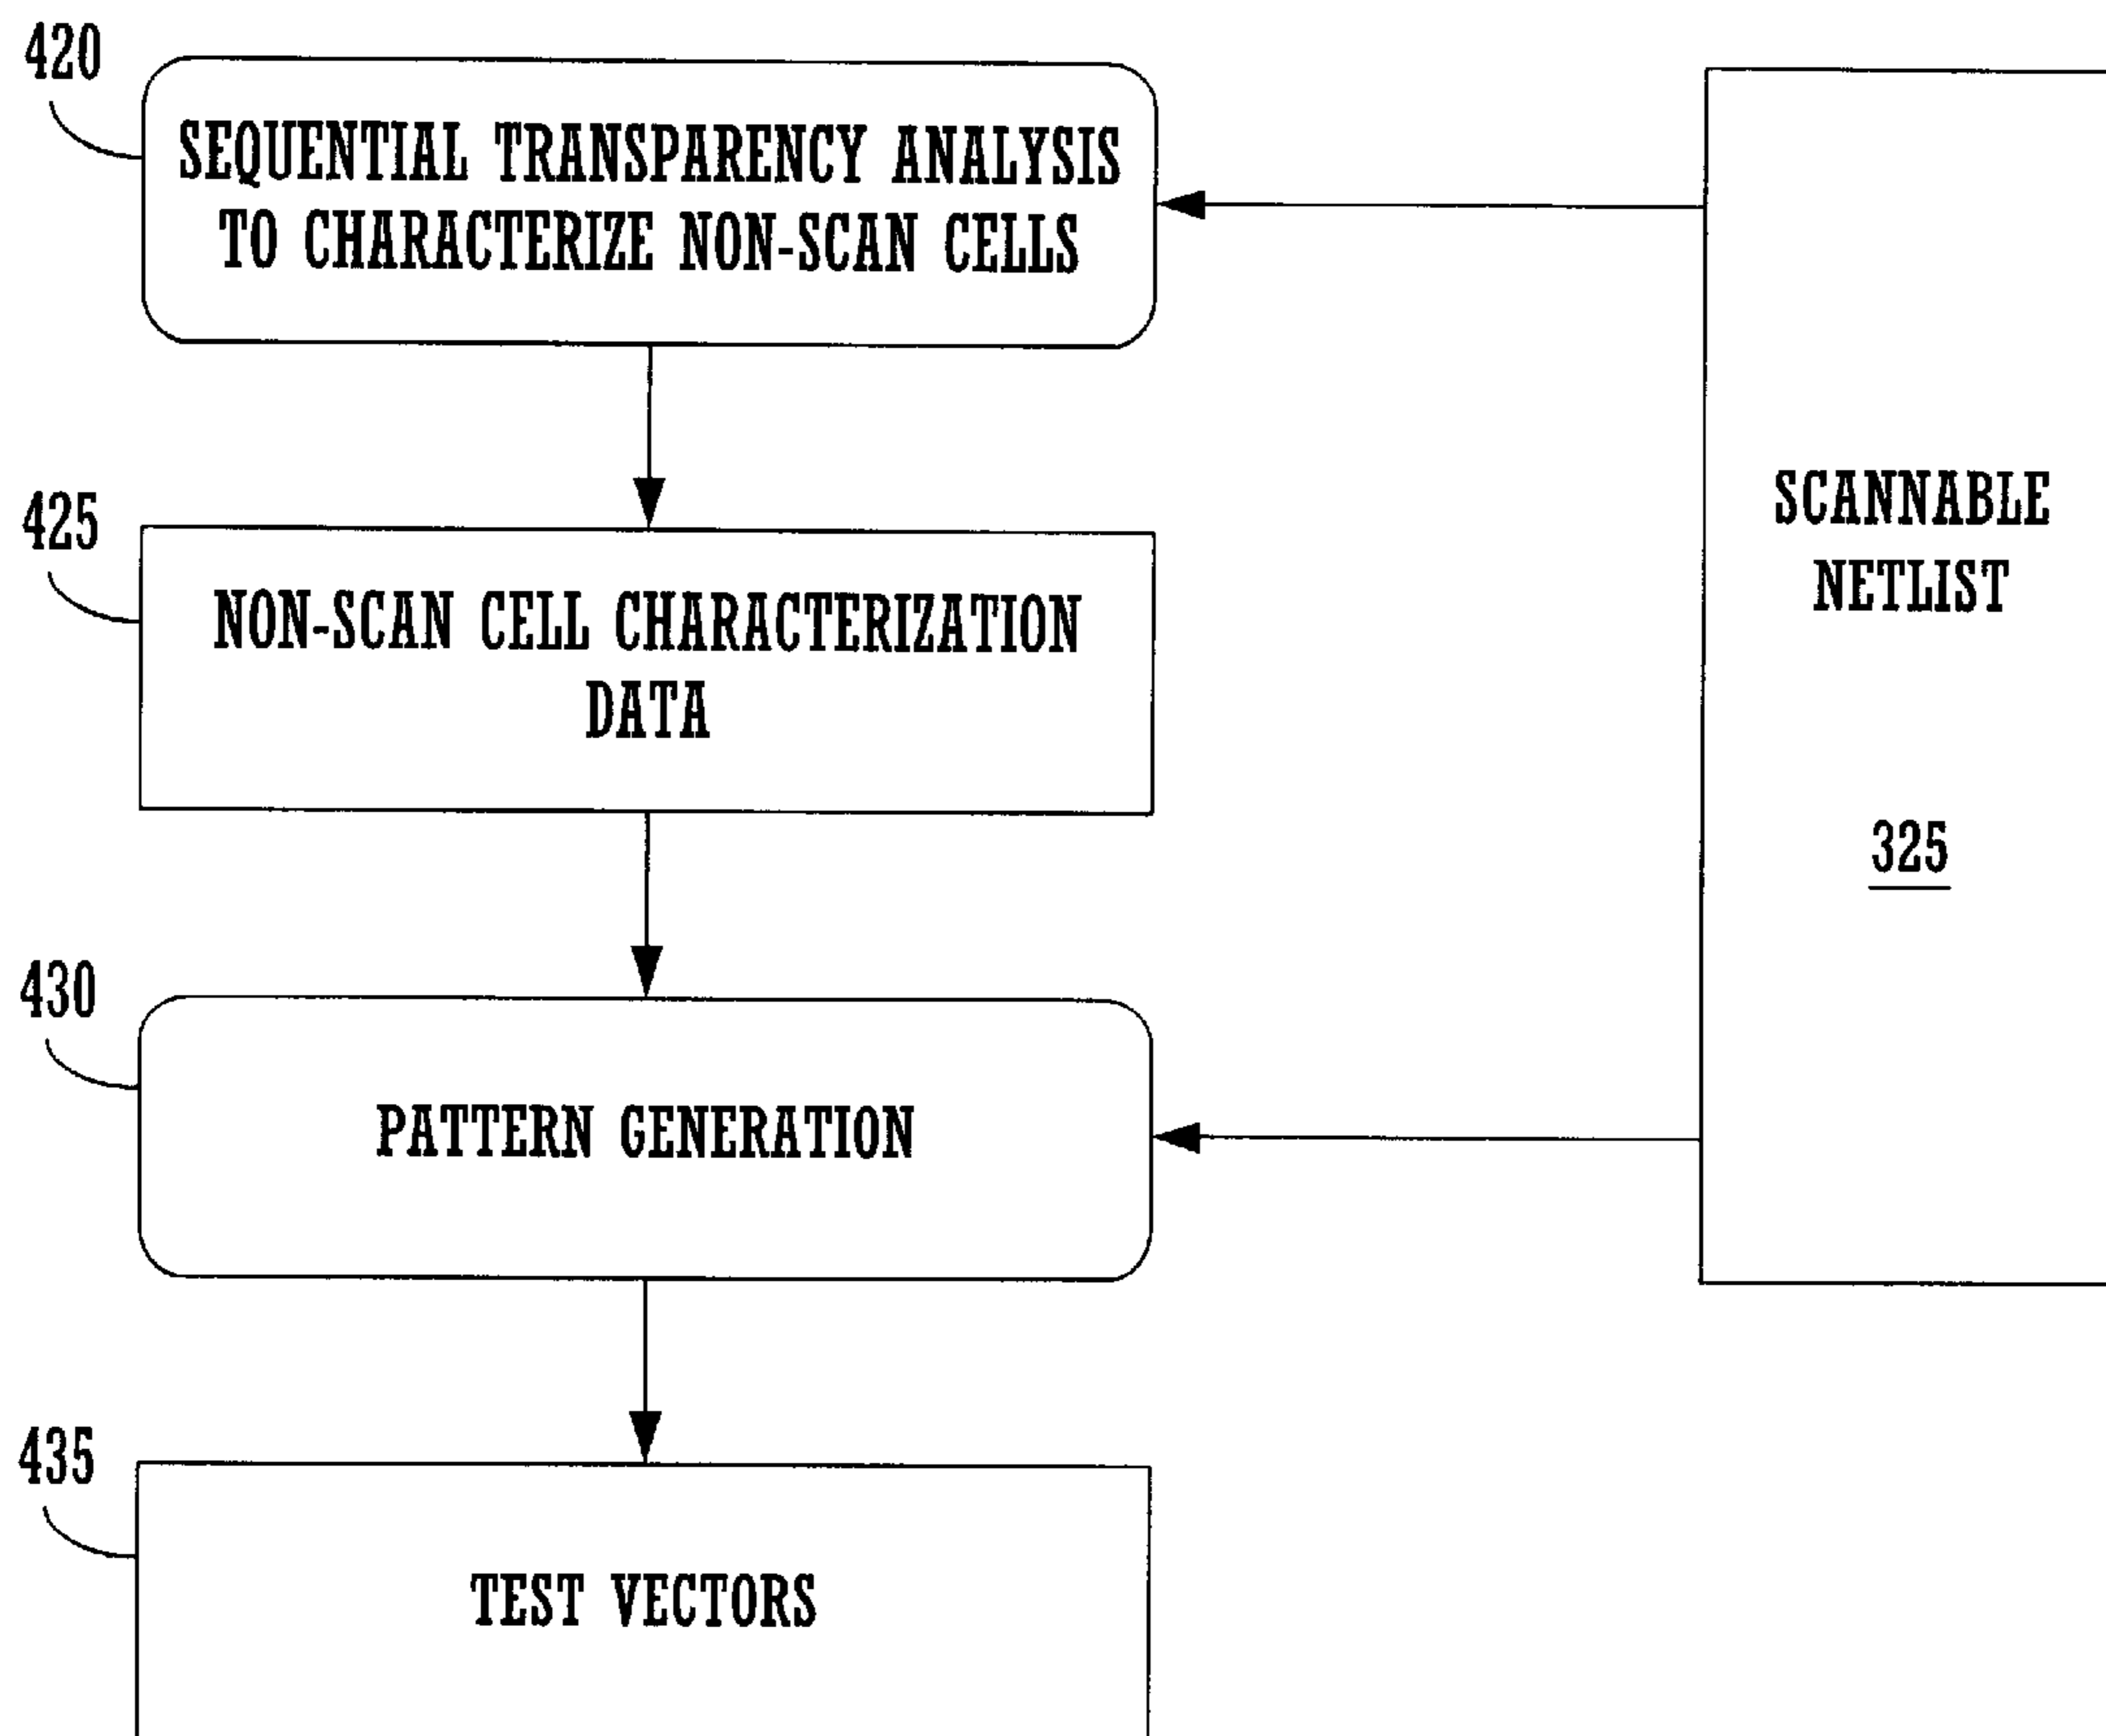 420
SEQUENTIAL TRANSPARENCY ANALYSIS
TO CHARACTERIZE NON-SCAN CELLS
425
NON-SCAN CELL CHARACTERIZATION
DATA
430
PATTERN GENERATION
435
TEST VECTORS
SCANNABLE
NETLIST
325